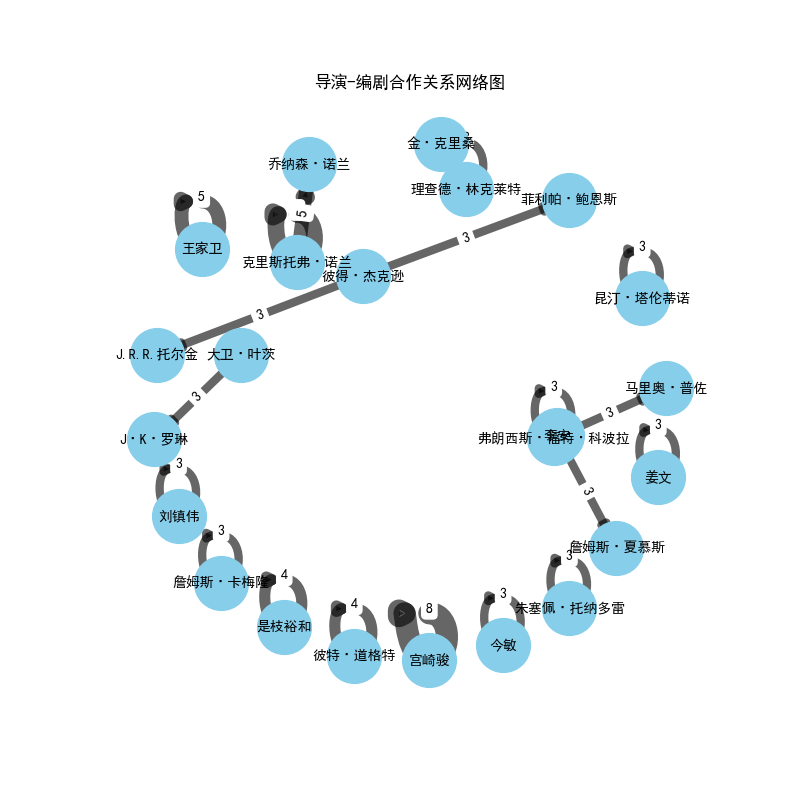 导演-编剧合作关系网络图
金·克里桑
乔纳森·诺兰
理查德·林克莱特
菲利帕·鲍恩斯
5
5
3
王家卫
3
克里斯托弗·诺兰
彼得·杰克逊
昆汀·塔伦蒂诺
3
J.R.R.托尔金
大卫·叶茨
3
3
马里奥·普佐
3
3
J·K·罗琳
弗朗西斯·福特·科波拉
李安
3
姜文
3
3
刘镇伟
3
詹姆斯·夏慕斯
3
詹姆斯·卡梅隆
4
4
8
3
朱塞佩·托纳多雷
是枝裕和
今敏
彼特·道格特
宫崎骏